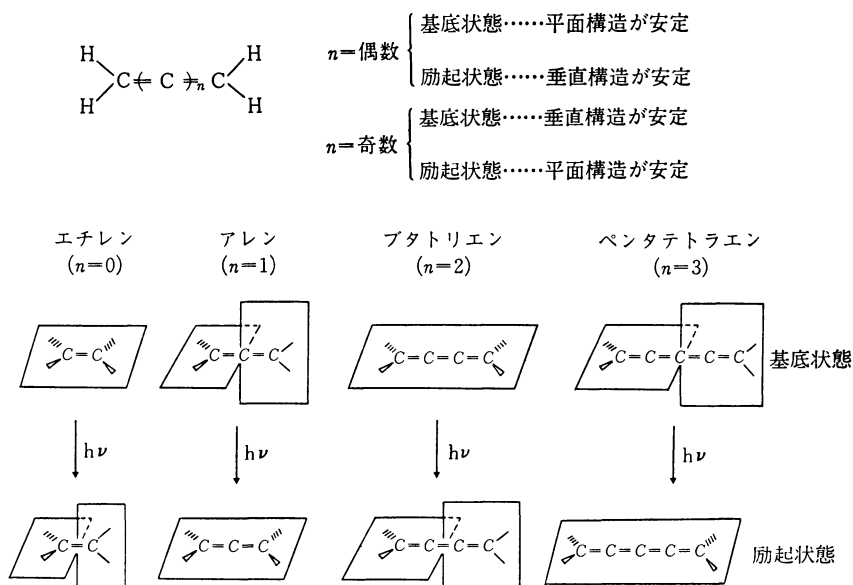 H H
C(=C)=nC
H H
n=偶数 { 基底状態……平面構造が安定
励起状態……垂直構造が安定
n=奇数 { 基底状態……垂直構造が安定
励起状態……平面構造が安定
エチレン アレン ブタトリエン ペンタテトラエン
(n=0) (n=1) (n=2) (n=3)
C=C C=C=C C=C=C=C C=C=C=C=C 基底状態
hν hν hν hν
C=C C=C=C C=C=C=C C=C=C=C=C 励起状態